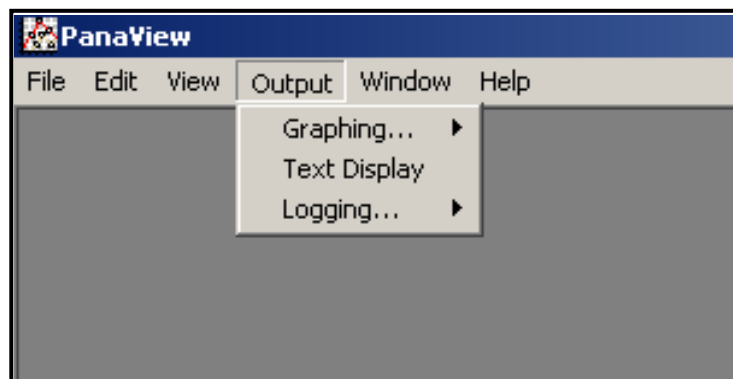 PanaView
File Edit View Output Window Help
Graphing...
Text Display
Logging...